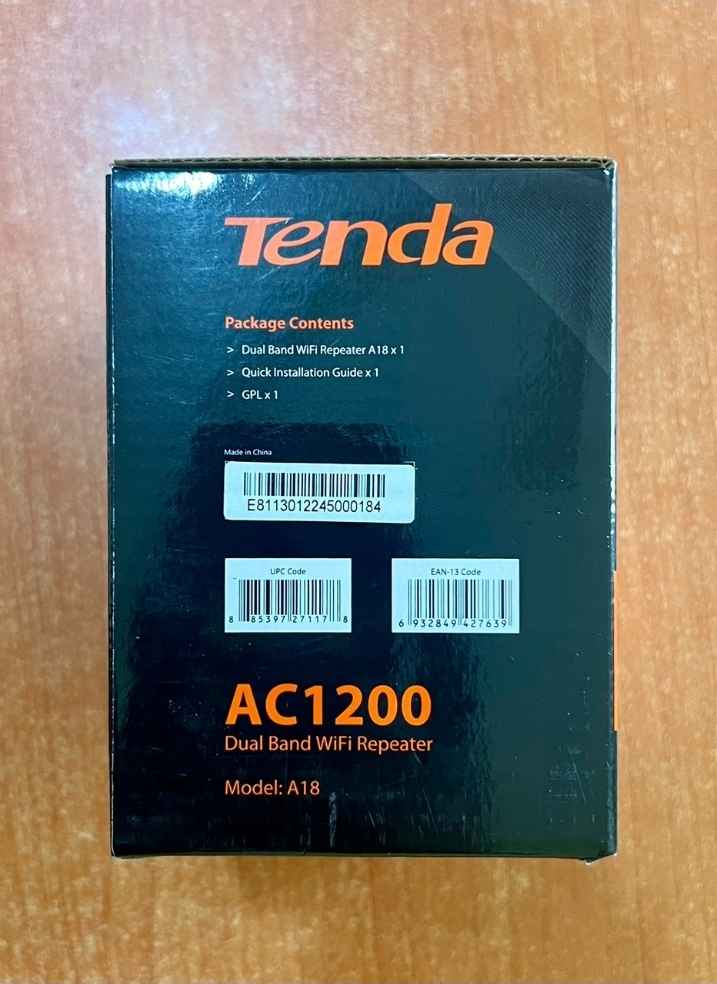 Tenda
Package Contents
> Dual Band WiFi Repeater A18 x 1
> Quick Installation Guide x 1
> GPL x 1
Made in China
E8113012245000184
UPC Code
8 85397 27117 8
EAN-13 Code
6 932849 427639
AC1200
Dual Band WiFi Repeater
Model: A18